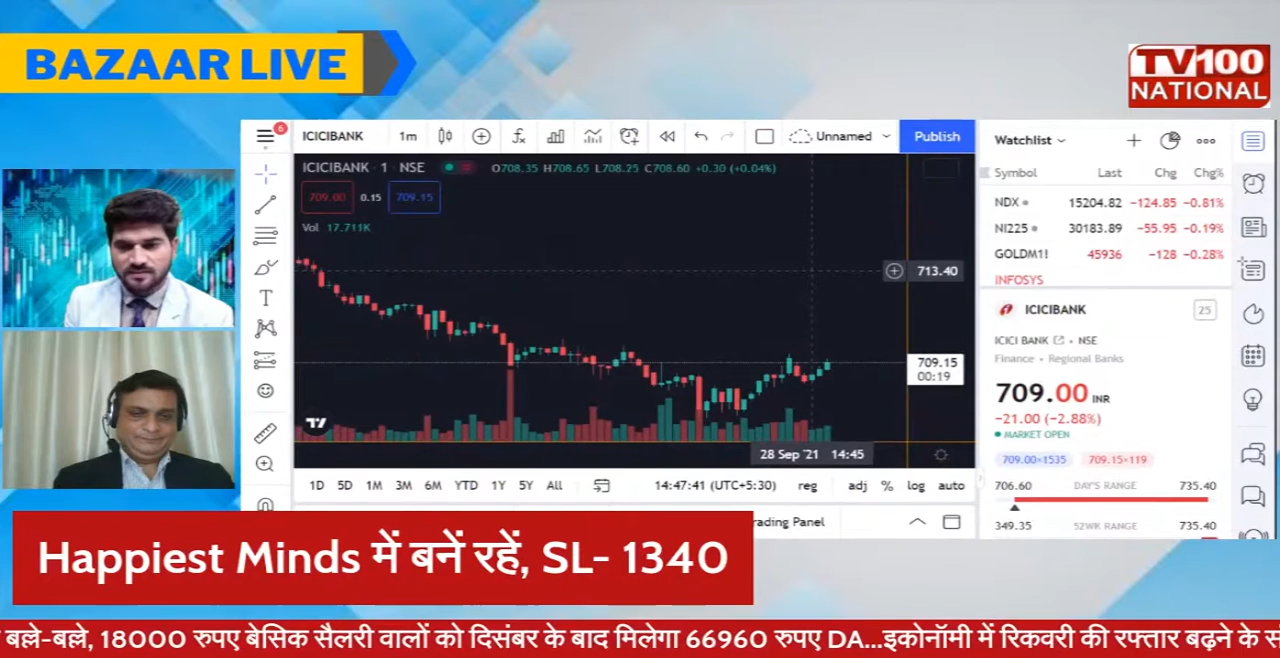 BAZAAR LIVE
TV100
NATIONAL
6
ICICIBANK 1m Unnamed Publish
ICICIBANK · 1 · NSE O708.35 H708.65 L708.25 C708.60 +0.30 (+0.04%)
709.00 0.15 709.15
Vol 17.711K
713.40
709.15
00:19
28 Sep '21 14:45
1D 5D 1M 3M 6M YTD 1Y 5Y All 14:47:41 (UTC+5:30) reg adj % log auto
rading Panel
Watchlist
Symbol Last Chg Chg%
NDX 15204.82 −124.85 −0.81%
NI225 30183.89 −55.95 −0.19%
GOLDM1! 45936 −128 −0.28%
INFOSYS
ICICIBANK 25
ICICI BANK • NSE
Finance • Regional Banks
709.00 INR
−21.00 (−2.88%)
MARKET OPEN
709.00×1535 709.15×119
706.60 DAY'S RANGE 735.40
349.35 52WK RANGE 735.40
Happiest Minds में बनें रहें, SL- 1340
बल्ले-बल्ले, 18000 रुपए बेसिक सैलरी वालों को दिसंबर के बाद मिलेगा 66960 रुपए DA...इकोनॉमी में रिकवरी की रफ्तार बढ़ने के